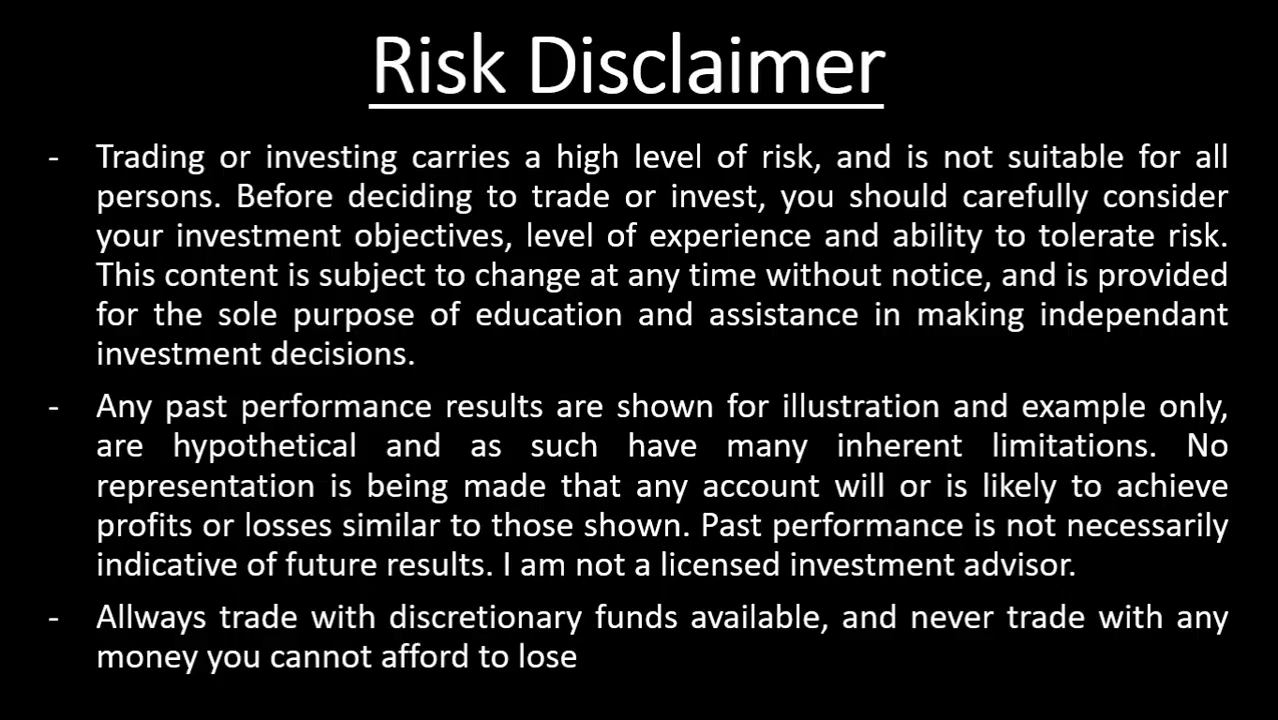 Risk Disclaimer
- Trading or investing carries a high level of risk, and is not suitable for all
persons. Before deciding to trade or invest, you should carefully consider
your investment objectives, level of experience and ability to tolerate risk.
This content is subject to change at any time without notice, and is provided
for the sole purpose of education and assistance in making independant
investment decisions.
- Any past performance results are shown for illustration and example only,
are hypothetical and as such have many inherent limitations. No
representation is being made that any account will or is likely to achieve
profits or losses similar to those shown. Past performance is not necessarily
indicative of future results. I am not a licensed investment advisor.
- Allways trade with discretionary funds available, and never trade with any
money you cannot afford to lose